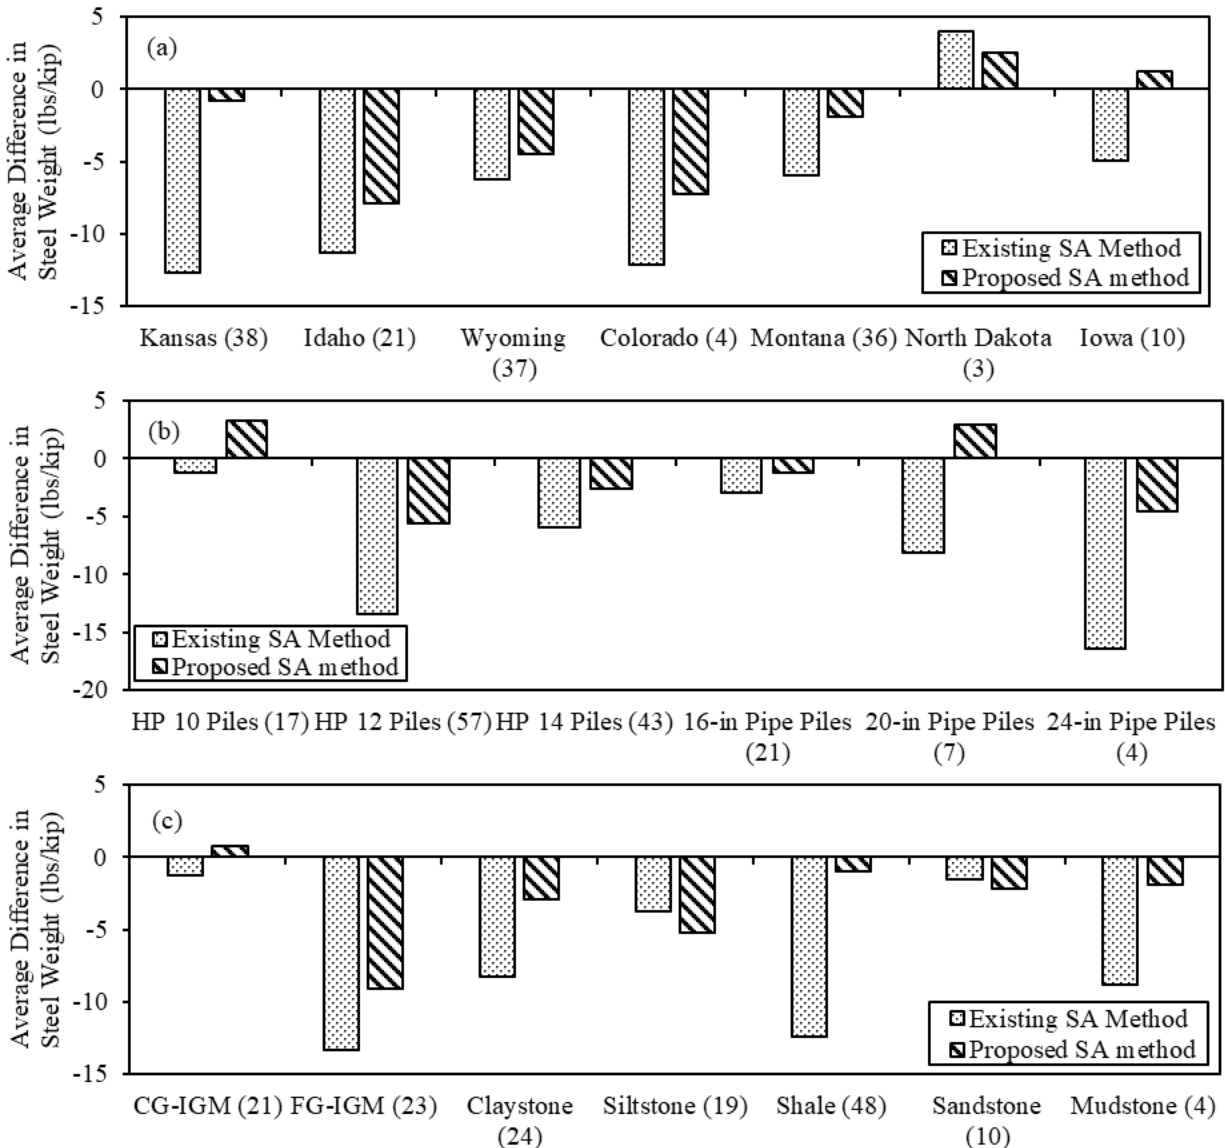 5
0
-5
-10
-15
Average Difference in
Steel Weight (lbs/kip)
(a)
Existing SA Method
Proposed SA method
Kansas (38) Idaho (21) Wyoming Colorado (4) Montana (36) North Dakota Iowa (10)
(37) (3)
5
0
-5
-10
-15
-20
Average Difference in
Steel Weight (lbs/kip)
(b)
Existing SA Method
Proposed SA method
HP 10 Piles (17) HP 12 Piles (57) HP 14 Piles (43) 16-in Pipe Piles 20-in Pipe Piles 24-in Pipe Piles
(21) (7) (4)
5
0
-5
-10
-15
Average Difference in
Steel Weight (lbs/kip)
(c)
Existing SA Method
Proposed SA method
CG-IGM (21) FG-IGM (23) Claystone Siltstone (19) Shale (48) Sandstone Mudstone (4)
(24) (10)